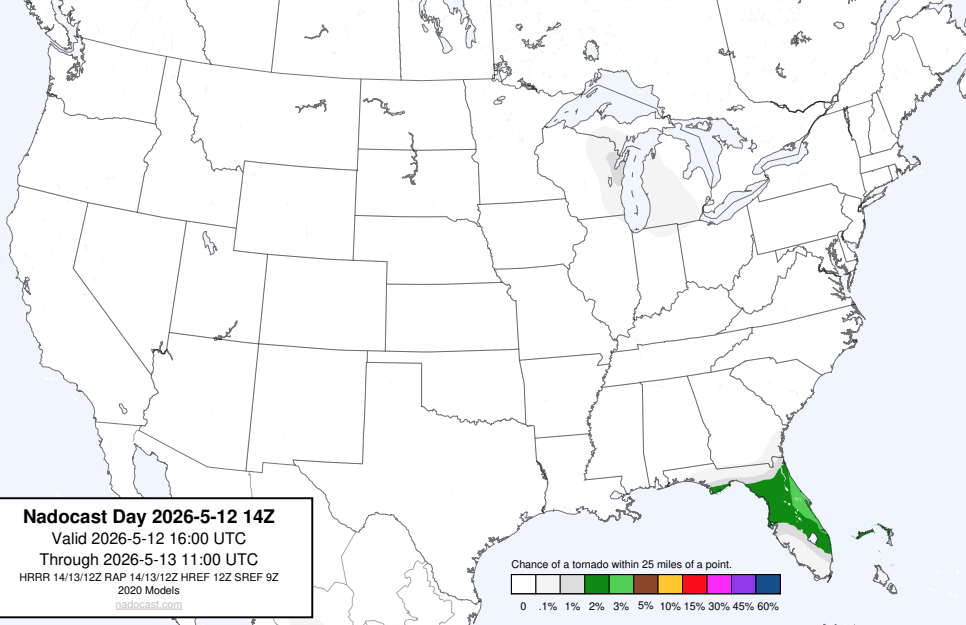 Nadocast Day 2026-5-12 14Z
Valid 2026-5-12 16:00 UTC
Through 2026-5-13 11:00 UTC
HRRR 14/13/12Z RAP 14/13/12Z HREF 12Z SREF 9Z
2020 Models
nadocast.com
Chance of a tornado within 25 miles of a point.
0 .1% 1% 2% 3% 5% 10% 15% 30% 45% 60%